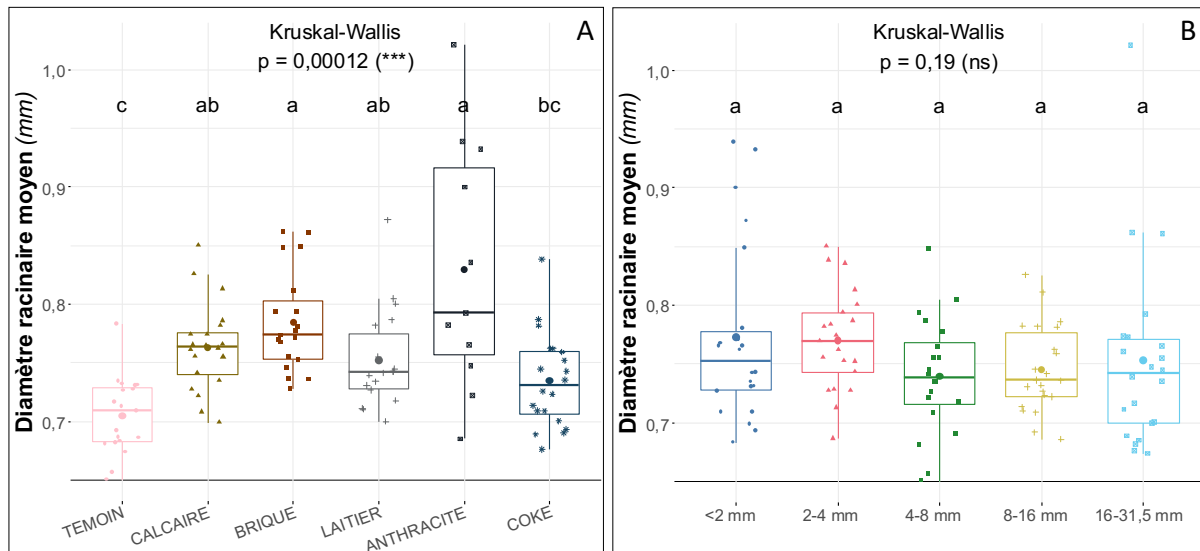 Kruskal-Wallis
p = 0,00012 (***)
A
Diamètre racinaire moyen (mm)
1,0
0,9
0,8
0,7
c
ab
a
ab
a
bc
TEMOIN
CALCAIRE
BRIQUE
LAITIER
ANTHRACITE
COKE
Kruskal-Wallis
p = 0,19 (ns)
B
Diamètre racinaire moyen (mm)
1,0
0,9
0,8
0,7
a
a
a
a
a
<2 mm
2-4 mm
4-8 mm
8-16 mm
16-31,5 mm